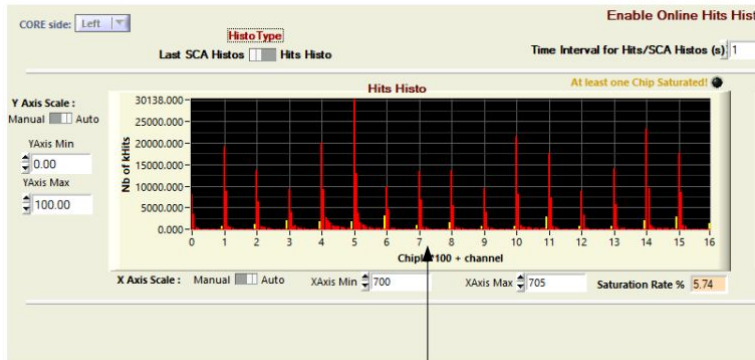 CORE side: Left
Enable Online Hits Hist
HistoType
Last SCA Histos Hits Histo
Time Interval for Hits/SCA Histos (s) 1
Hits Histo
At least one Chip Saturated!
Y Axis Scale :
Manual Auto
YAxis Min
0.00
YAxis Max
100.00
Nb of kHits
30138.000
25000.000
20000.000
15000.000
10000.000
5000.000
0.000
0 1 2 3 4 5 6 7 8 9 10 11 12 13 14 15 16
*100 + channel
X Axis Scale : Manual Auto XAxis Min 700 XAxis Max 705 Saturation Rate % 5.74